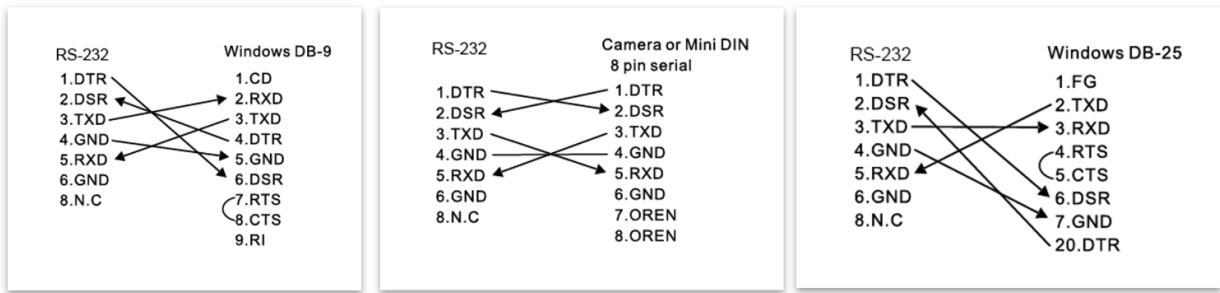 RS-232
Windows DB-9
1.DTR
2.DSR
3.TXD
4.GND
5.RXD
6.GND
8.N.C
1.CD
2.RXD
3.TXD
4.DTR
5.GND
6.DSR
7.RTS
8.CTS
9.RI
RS-232
Camera or Mini DIN
8 pin serial
1.DTR
2.DSR
3.TXD
4.GND
5.RXD
6.GND
8.N.C
1.DTR
2.DSR
3.TXD
4.GND
5.RXD
6.GND
7.OREN
8.OREN
RS-232
Windows DB-25
1.DTR
2.DSR
3.TXD
4.GND
5.RXD
6.GND
8.N.C
1.FG
2.TXD
3.RXD
4.RTS
5.CTS
6.DSR
7.GND
20.DTR